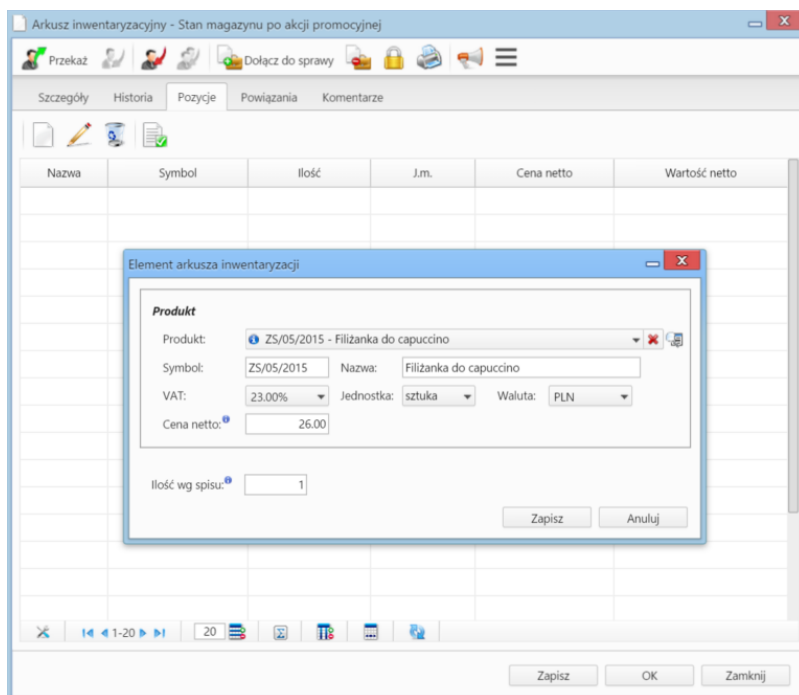 Arkusz inwentaryzacyjny - Stan magazynu po akcji promocyjnej
Przekaż Dołącz do sprawy
Szczegóły Historia Pozycje Powiązania Komentarze
Nazwa Symbol Ilość J.m. Cena netto Wartość netto
Element arkusza inwentaryzacji
Produkt
Produkt: ZS/05/2015 - Filiżanka do capuccino
Symbol: ZS/05/2015 Nazwa: Filiżanka do capuccino
VAT: 23.00% Jednostka: sztuka Waluta: PLN
Cena netto: 26.00
Ilość wg spisu: 1
Zapisz Anuluj
1-20 20
Zapisz OK Zamknij